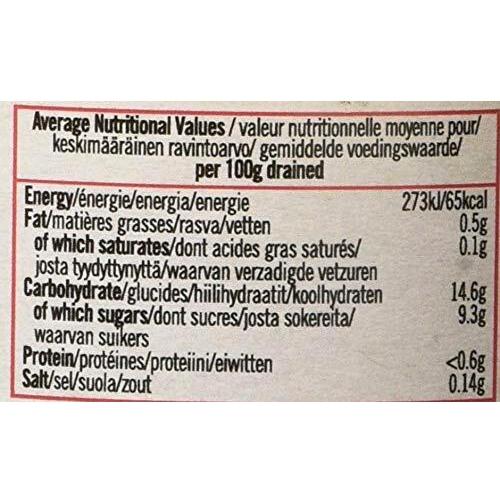 Average Nutritional Values / valeur nutritionnelle moyenne pour/
keskimääräinen ravintoarvo/ gemiddelde voedingswaarde/
per 100g drained
Energy/énergie/energia/energie 273kJ/65kcal
Fat/matières grasses/rasva/vetten 0.5g
of which saturates/dont acides gras saturés/ 0.1g
josta tyydyttynyttä/waarvan verzadigde vetzuren
Carbohydrate/glucides/hiilihydraatit/koolhydraten 14.6g
of which sugars/dont sucres/josta sokereita/ 9.3g
waarvan suikers
Protein/protéines/proteiini/eiwitten <0.6g
Salt/sel/suola/zout 0.14g